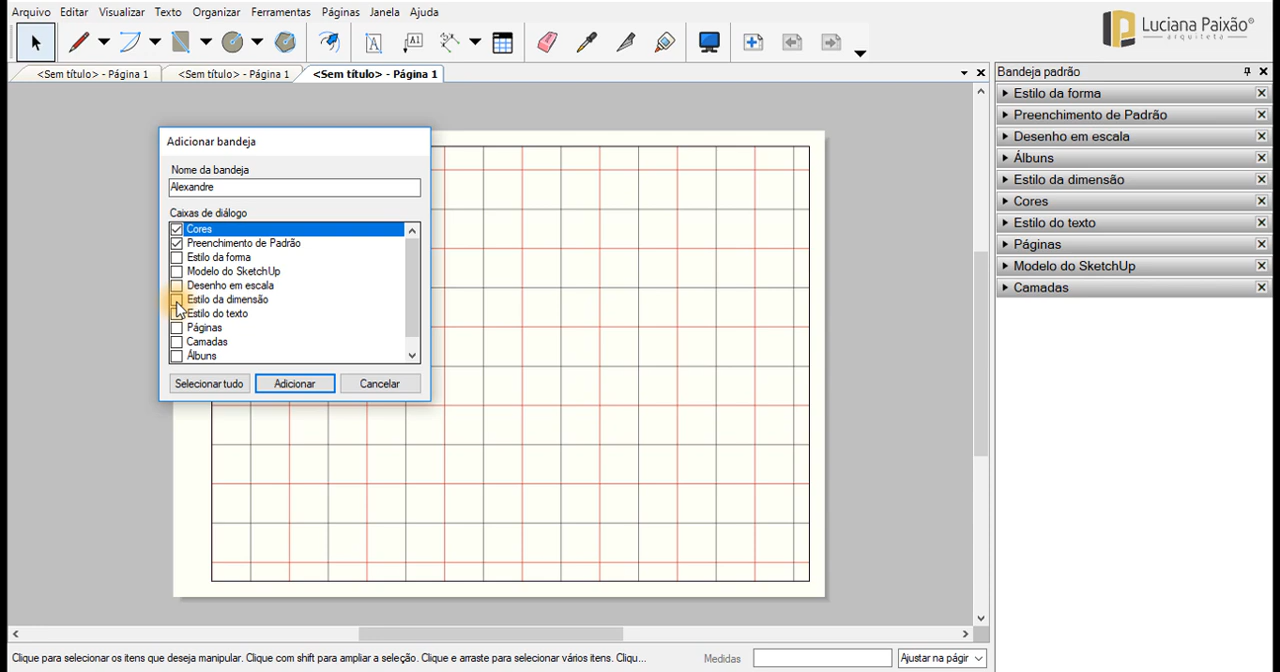 Arquivo Editar Visualizar Texto Organizar Ferramentas Páginas Janela Ajuda
Luciana Paixão®
arquiteta
A A1
<Sem título> - Página 1 <Sem título> - Página 1 <Sem título> - Página 1
Bandeja padrão
Estilo da forma
Preenchimento de Padrão
Desenho em escala
Álbuns
Estilo da dimensão
Cores
Estilo do texto
Páginas
Modelo do SketchUp
Camadas
Adicionar bandeja
Nome da bandeja
Alexandre
Caixas de diálogo
Cores
Preenchimento de Padrão
Estilo da forma
Modelo do SketchUp
Desenho em escala
Estilo da dimensão
Estilo do texto
Páginas
Camadas
Álbuns
Selecionar tudo Adicionar Cancelar
Clique para selecionar os itens que deseja manipular. Clique com shift para ampliar a seleção. Clique e arraste para selecionar vários itens. Cliqu... Medidas Ajustar na págir